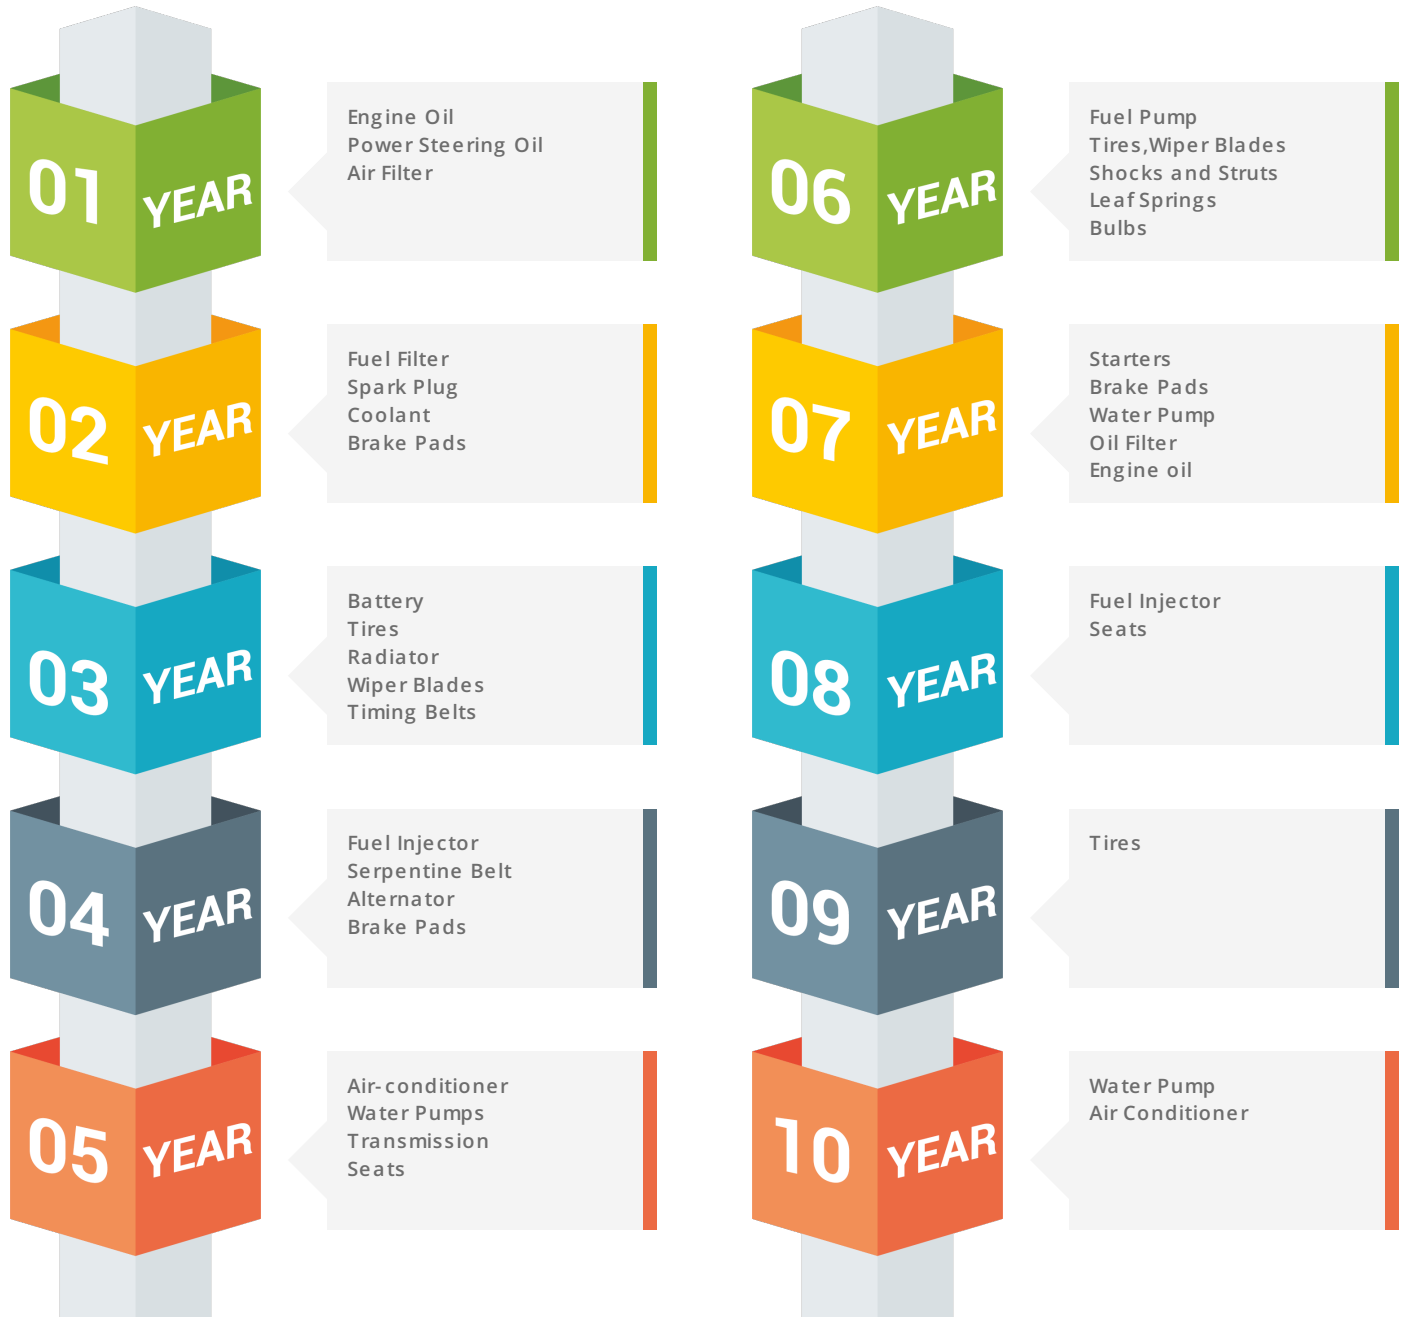 01 YEAR
Engine Oil
Power Steering Oil
Air Filter
02 YEAR
Fuel Filter
Spark Plug
Coolant
Brake Pads
03 YEAR
Battery
Tires
Radiator
Wiper Blades
Timing Belts
04 YEAR
Fuel Injector
Serpentine Belt
Alternator
Brake Pads
05 YEAR
Air-conditioner
Water Pumps
Transmission
Seats
06 YEAR
Fuel Pump
Tires,Wiper Blades
Shocks and Struts
Leaf Springs
Bulbs
07 YEAR
Starters
Brake Pads
Water Pump
Oil Filter
Engine oil
08 YEAR
Fuel Injector
Seats
09 YEAR
Tires
10 YEAR
Water Pump
Air Conditioner